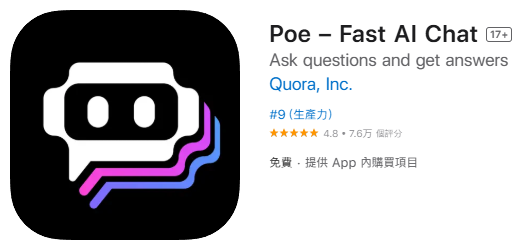 Poe – Fast AI Chat 17+
Ask questions and get answers
Quora, Inc.
#9 (生產力)
★★★★★ 4.8 • 7.6万 個評分
免費 · 提供 App 內購買項目